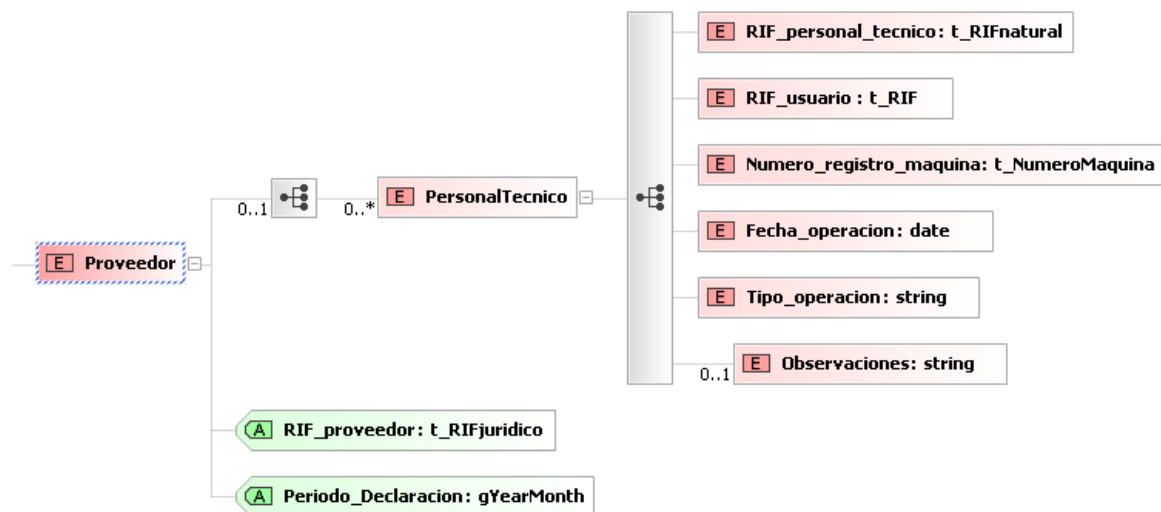 E RIF_personal_tecnico: t_RIFnatural
E RIF_usuario : t_RIF
E Numero_registro_maquina: t_NumeroMaquina
0..1 0..* E PersonalTecnico
E Fecha_operacion: date
E Proveedor
E Tipo_operacion: string
0..1 E Observaciones: string
A RIF_proveedor: t_RIFjuridico
A Periodo_Declaracion: gYearMonth